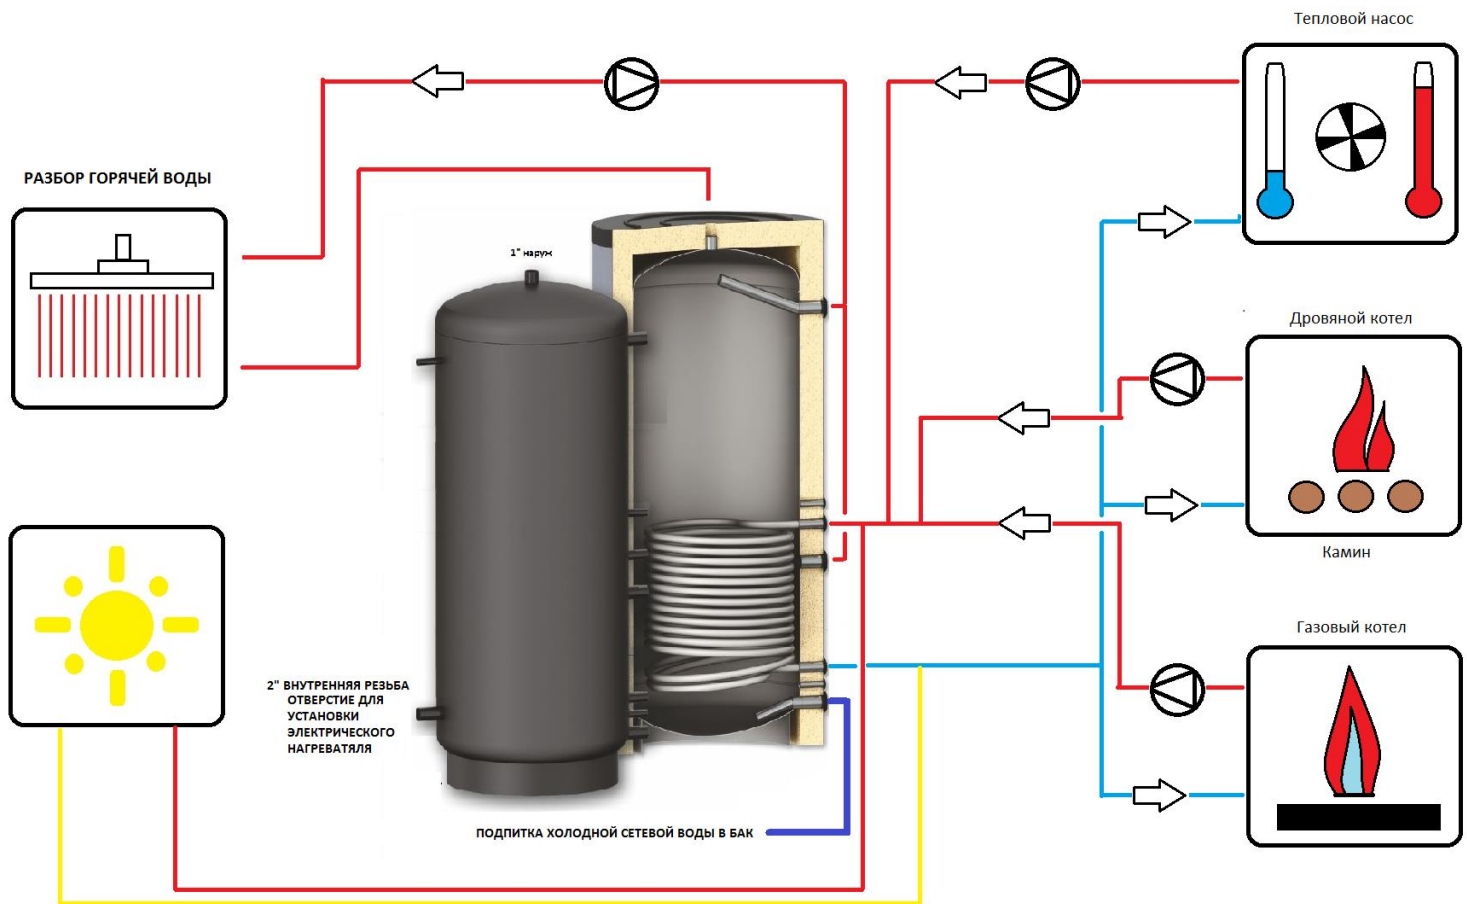 Тепловой насос
РАЗБОР ГОРЯЧЕЙ ВОДЫ
1" наруж
Дровяной котел
Камин
Газовый котел
2" ВНУТРЕННЯЯ РЕЗЬБА
ОТВЕРСТИЕ ДЛЯ
УСТАНОВКИ
ЭЛЕКТРИЧЕСКОГО
НАГРЕВАТЯЛЯ
ПОДПИТКА ХОЛОДНОЙ СЕТЕВОЙ ВОДЫ В БАК